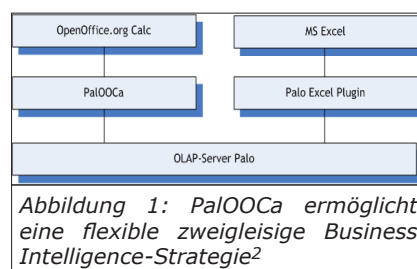 OpenOffice.org Calc
MS Excel
PalOOCa
Palo Excel Plugin
OLAP-Server Palo
Abbildung 1: PalOOCa ermöglicht
eine flexible zweigleisige Business
Intelligence-Strategie2